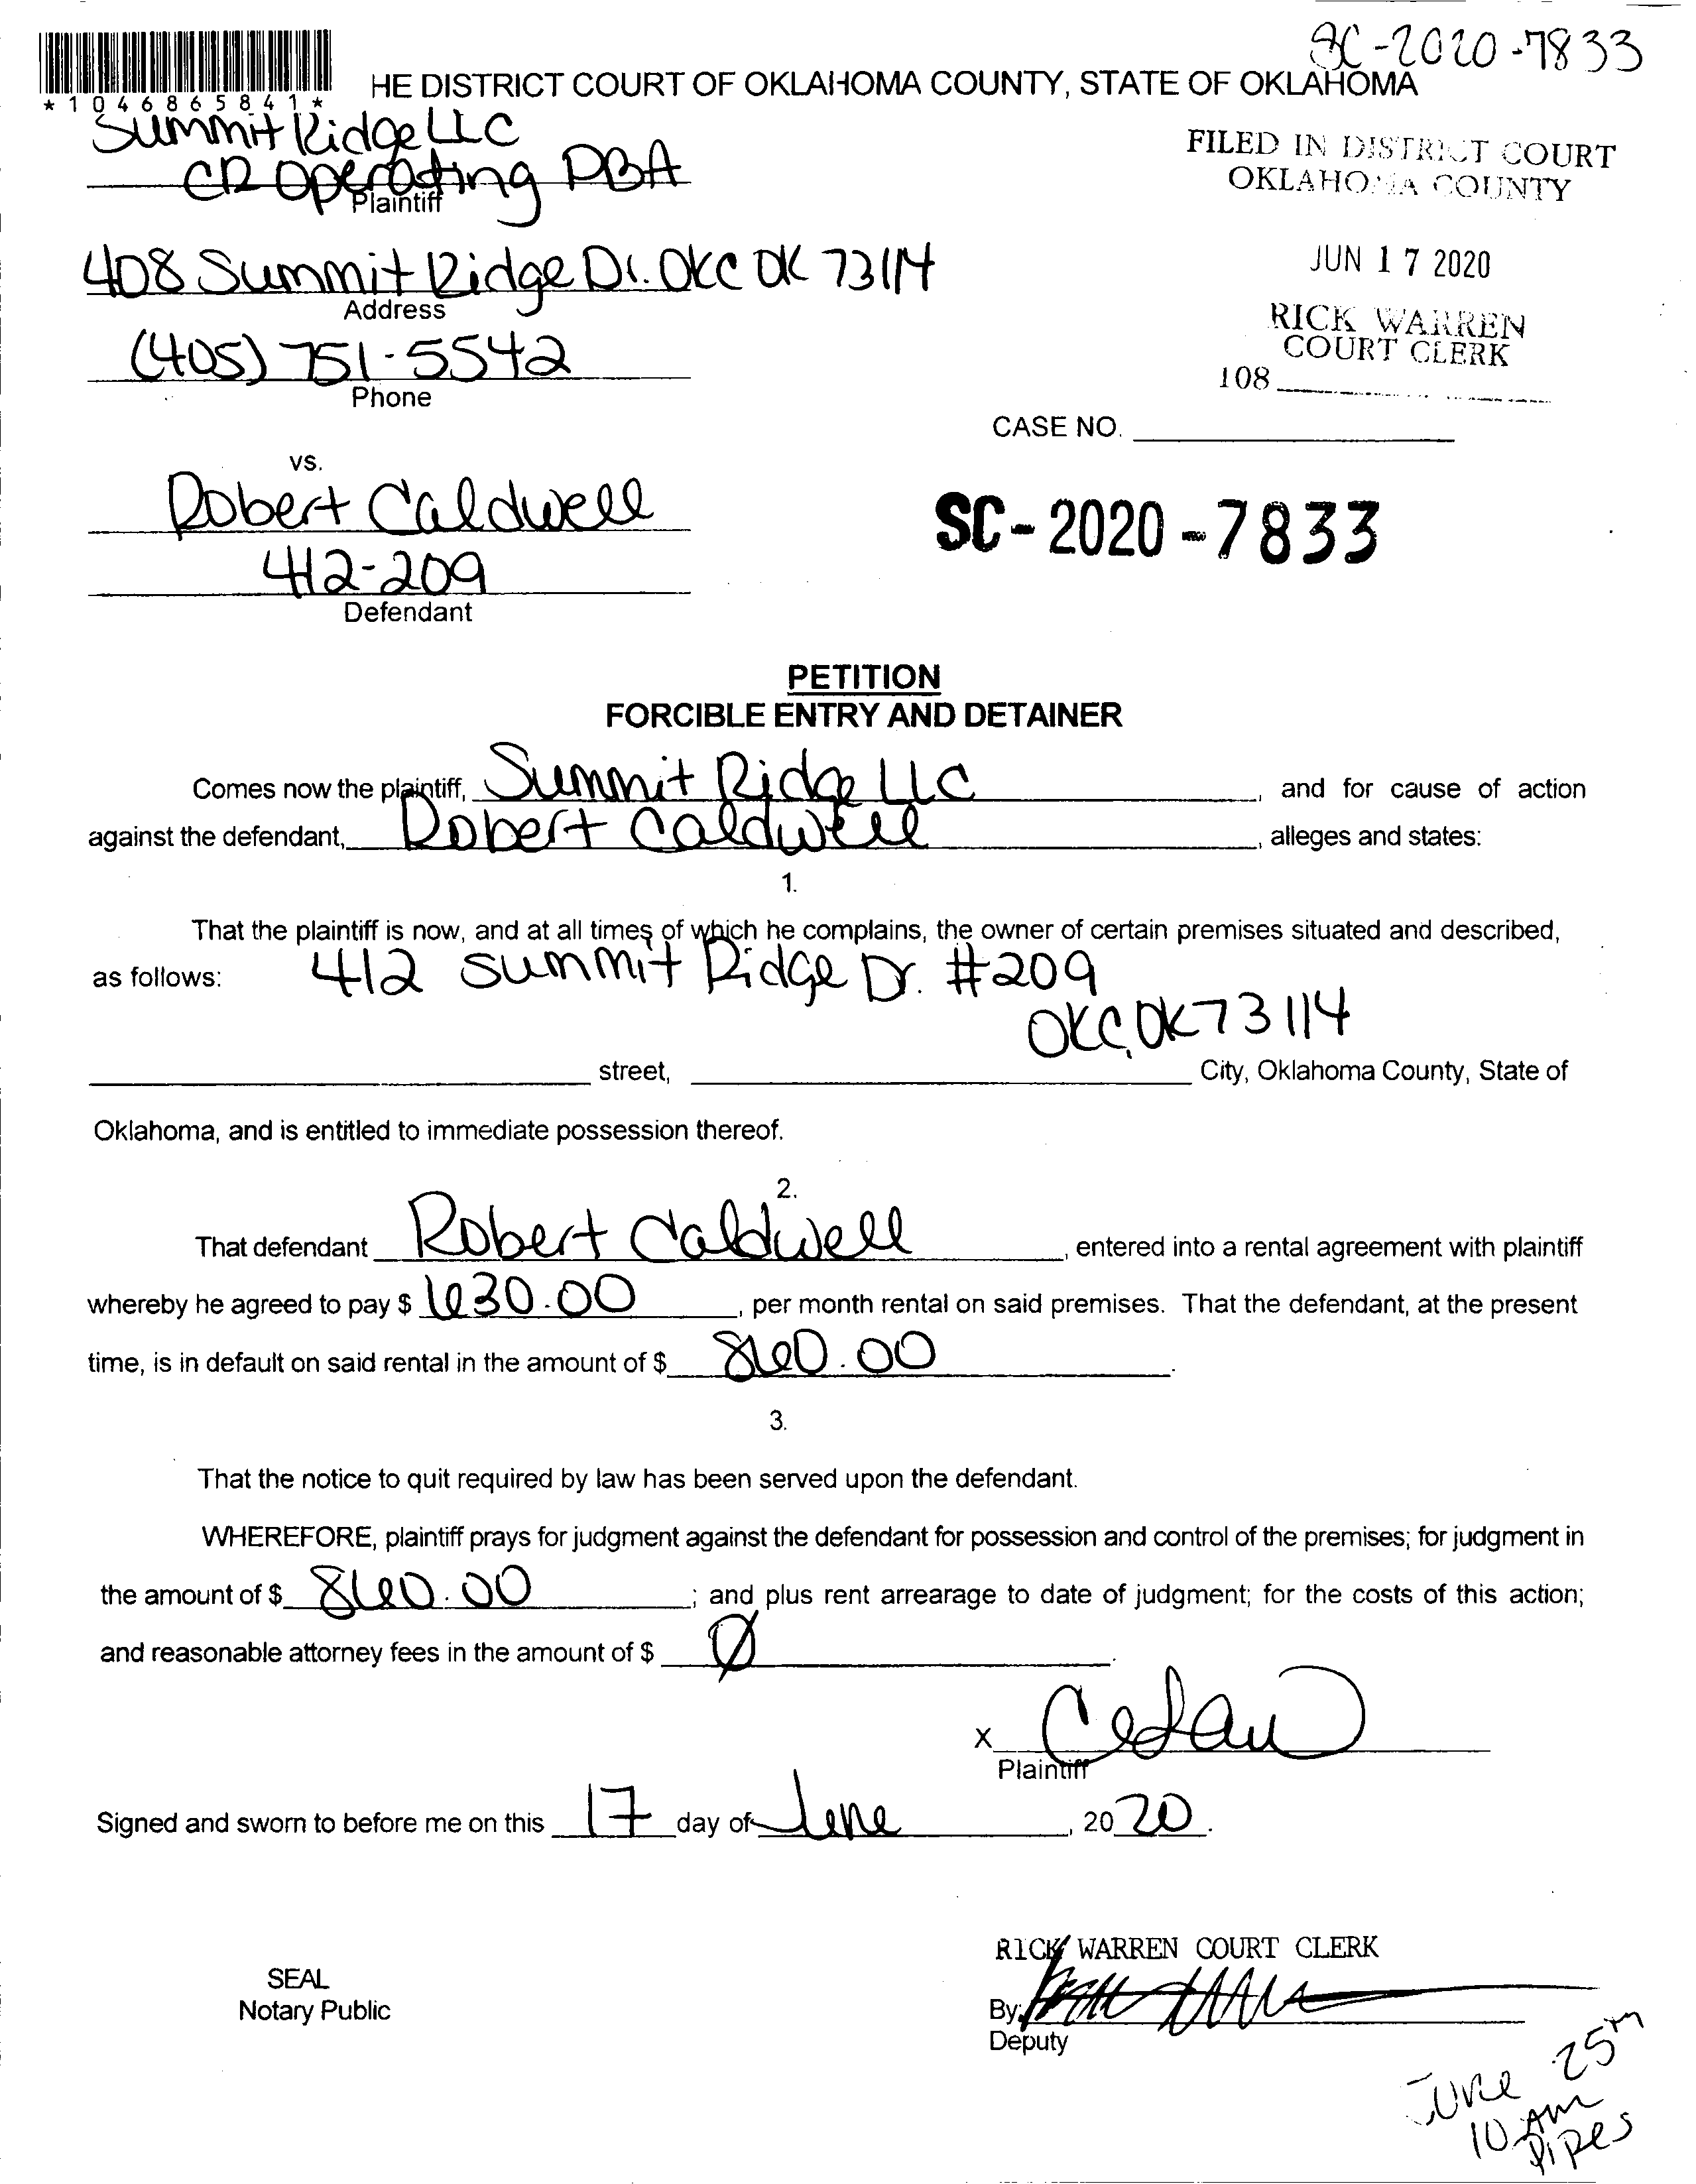 SC-2020-7833
*1046865841*
HE DISTRICT COURT OF OKLAHOMA COUNTY, STATE OF OKLAHOMA
Summit Ridge LLC
CR Operating DBA
Plaintiff
FILED IN DISTRICT COURT
OKLAHOMA COUNTY
408 Summit Ridge Dr. OKC OK 73114
Address
JUN 17 2020
(405) 751-5542
Phone
RICK WARREN
COURT CLERK
108
CASE NO.
vs.
Robert Caldwell
412-209
Defendant
SC-2020-7833
PETITION
FORCIBLE ENTRY AND DETAINER
Comes now the plaintiff, Summit Ridge LLC, and for cause of action
against the defendant, Robert Caldwell, alleges and states:
1.
That the plaintiff is now, and at all times of which he complains, the owner of certain premises situated and described,
as follows: 412 Summit Ridge Dr. #209
OKC, OK 73114
street, City, Oklahoma County, State of
Oklahoma, and is entitled to immediate possession thereof.
2.
That defendant Robert Caldwell, entered into a rental agreement with plaintiff
whereby he agreed to pay $ 630.00, per month rental on said premises. That the defendant, at the present
time, is in default on said rental in the amount of $ 860.00.
3.
That the notice to quit required by law has been served upon the defendant.
WHEREFORE, plaintiff prays for judgment against the defendant for possession and control of the premises; for judgment in
the amount of $ 860.00; and plus rent arrearage to date of judgment; for the costs of this action;
and reasonable attorney fees in the amount of $ Ø.
X
Plaintiff
Signed and sworn to before me on this 17 day of June, 2020.
RICK WARREN COURT CLERK
SEAL
Notary Public
By:
Deputy
June 25th
10 AM
Pipes